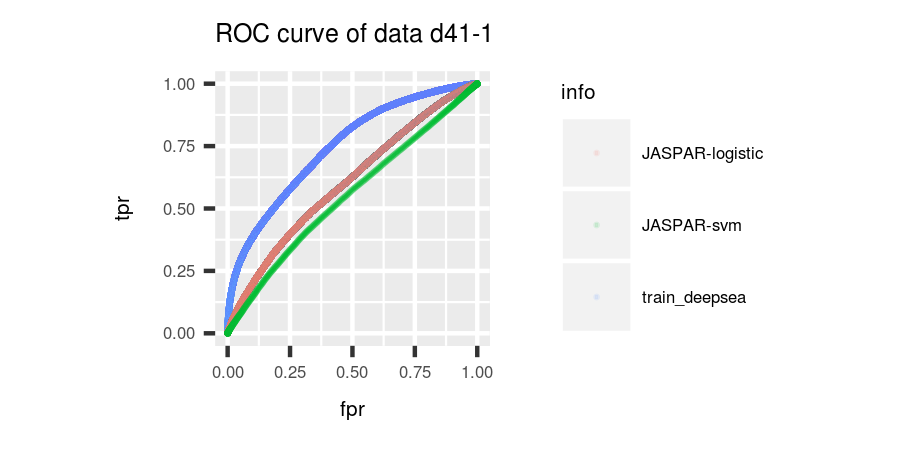 ROC curve of data d41-1
tpr
1.00
0.75
0.50
0.25
0.00
0.00 0.25 0.50 0.75 1.00
fpr
info
JASPAR-logistic
JASPAR-svm
train_deepsea